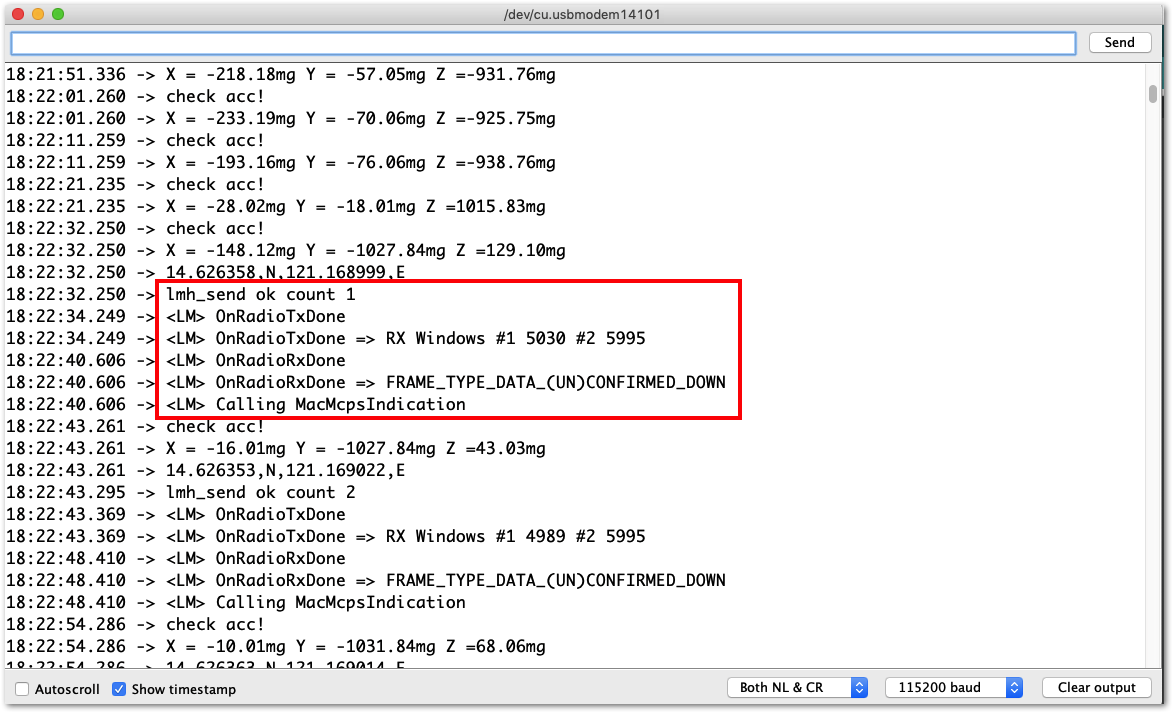 /dev/cu.usbmodem14101
Send
18:21:51.336 -> X = -218.18mg Y = -57.05mg Z =-931.76mg
18:22:01.260 -> check acc!
18:22:01.260 -> X = -233.19mg Y = -70.06mg Z =-925.75mg
18:22:11.259 -> check acc!
18:22:11.259 -> X = -193.16mg Y = -76.06mg Z =-938.76mg
18:22:21.235 -> check acc!
18:22:21.235 -> X = -28.02mg Y = -18.01mg Z =1015.83mg
18:22:32.250 -> check acc!
18:22:32.250 -> X = -148.12mg Y = -1027.84mg Z =129.10mg
18:22:32.250 -> 14.626358,N,121.168999,E
18:22:32.250 -> lmh_send ok count 1
18:22:34.249 -> <LM> OnRadioTxDone
18:22:34.249 -> <LM> OnRadioTxDone => RX Windows #1 5030 #2 5995
18:22:40.606 -> <LM> OnRadioRxDone
18:22:40.606 -> <LM> OnRadioRxDone => FRAME_TYPE_DATA_(UN)CONFIRMED_DOWN
18:22:40.606 -> <LM> Calling MacMcpsIndication
18:22:43.261 -> check acc!
18:22:43.261 -> X = -16.01mg Y = -1027.84mg Z =43.03mg
18:22:43.261 -> 14.626353,N,121.169022,E
18:22:43.295 -> lmh_send ok count 2
18:22:43.369 -> <LM> OnRadioTxDone
18:22:43.369 -> <LM> OnRadioTxDone => RX Windows #1 4989 #2 5995
18:22:48.410 -> <LM> OnRadioRxDone
18:22:48.410 -> <LM> OnRadioRxDone => FRAME_TYPE_DATA_(UN)CONFIRMED_DOWN
18:22:48.410 -> <LM> Calling MacMcpsIndication
18:22:54.286 -> check acc!
18:22:54.286 -> X = -10.01mg Y = -1031.84mg Z =68.06mg
18:22:54.286 -> 14.626363,N,121.169014,E
Autoscroll Show timestamp Both NL & CR 115200 baud Clear output